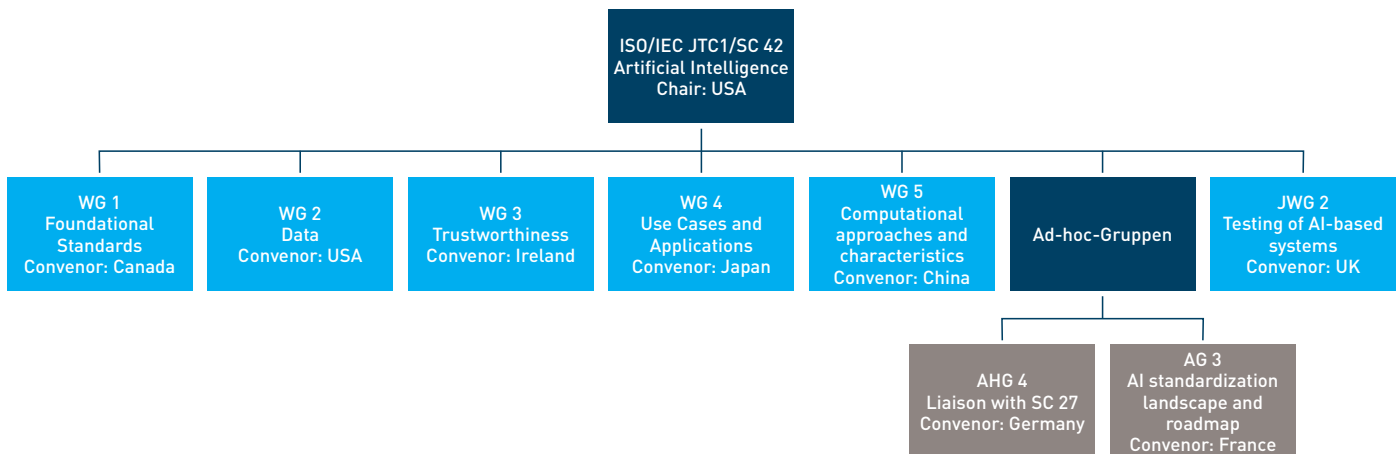 ISO/IEC JTC1/SC 42
Artificial Intelligence
Chair: USA
WG 1
Foundational
Standards
Convenor: Canada
WG 2
Data
Convenor: USA
WG 3
Trustworthiness
Convenor: Ireland
WG 4
Use Cases and
Applications
Convenor: Japan
WG 5
Computational
approaches and
characteristics
Convenor: China
Ad-hoc-Gruppen
JWG 2
Testing of AI-based
systems
Convenor: UK
AHG 4
Liaison with SC 27
Convenor: Germany
AG 3
AI standardization
landscape and
roadmap
Convenor: France